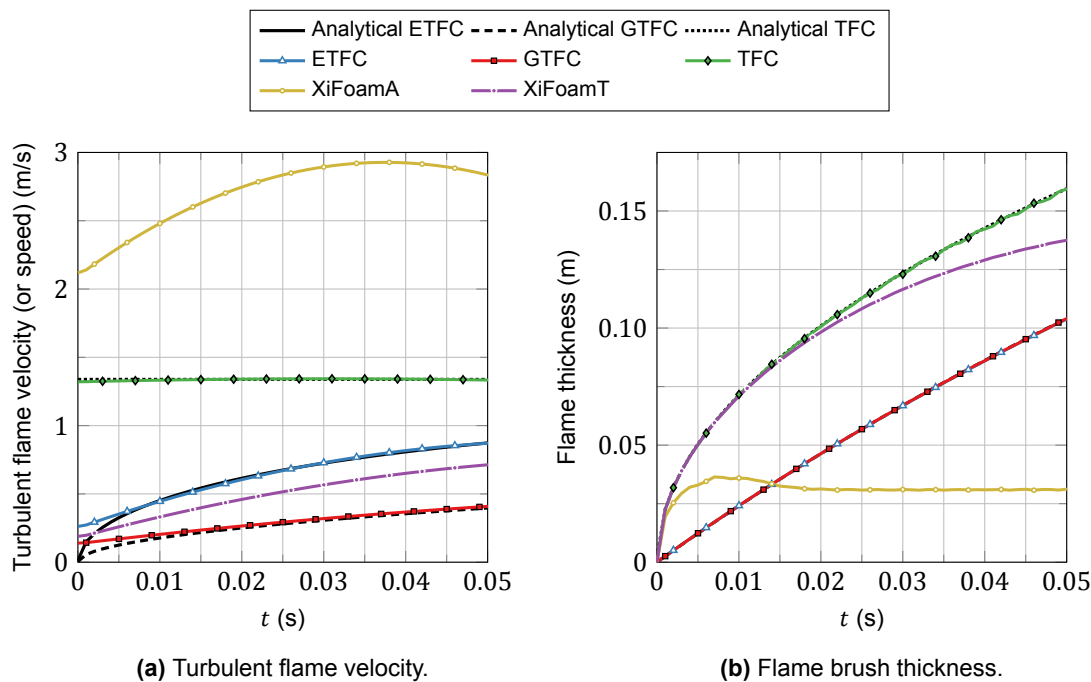 Analytical ETFC Analytical GTFC Analytical TFC
ETFC GTFC TFC
XiFoamA XiFoamT
Turbulent flame velocity (or speed) (m/s)
3
2
1
0
0 0.01 0.02 0.03 0.04 0.05
t (s)
(a) Turbulent flame velocity.
Flame thickness (m)
0.15
0.10
0.05
0
0 0.01 0.02 0.03 0.04 0.05
t (s)
(b) Flame brush thickness.